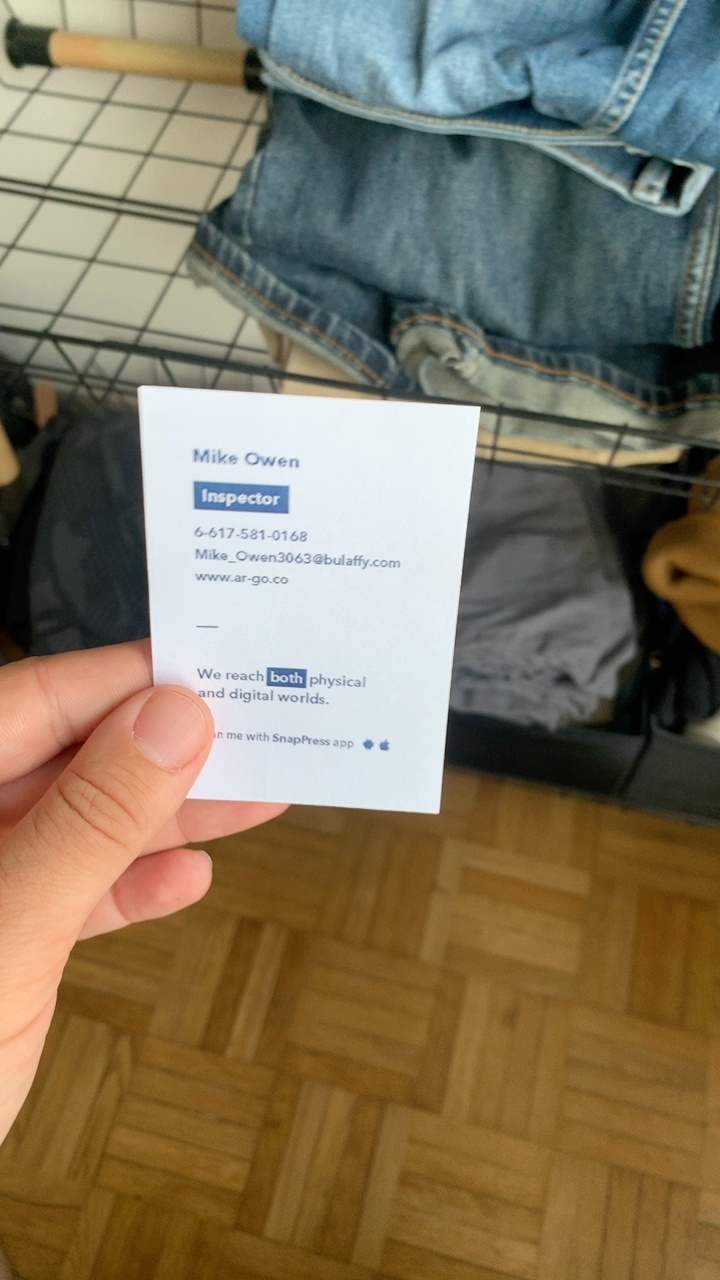 Mike Owen
Inspector
6-617-581-0168
Mike_Owen3063@bulaffy.com
www.ar-go.co
We reach both physical
and digital worlds.
me with SnapPress app